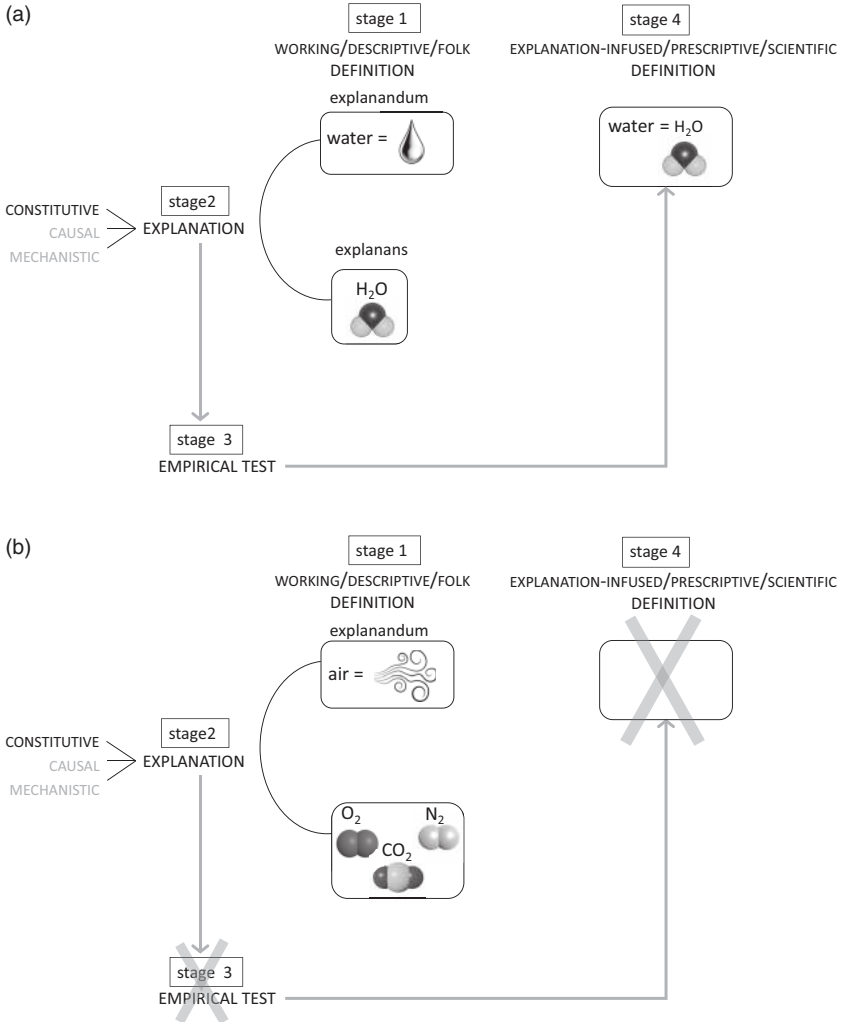 (a)
stage 1
WORKING/DESCRIPTIVE/FOLK
DEFINITION
explanandum
water =
stage 4
EXPLANATION-INFUSED/PRESCRIPTIVE/SCIENTIFIC
DEFINITION
water = H₂O
CONSTITUTIVE
CAUSAL
MECHANISTIC
stage2
EXPLANATION
explanans
H₂O
stage 3
EMPIRICAL TEST
(b)
stage 1
WORKING/DESCRIPTIVE/FOLK
DEFINITION
explanandum
air =
stage 4
EXPLANATION-INFUSED/PRESCRIPTIVE/SCIENTIFIC
DEFINITION
CONSTITUTIVE
CAUSAL
MECHANISTIC
stage2
EXPLANATION
O₂
N₂
CO₂
stage 3
EMPIRICAL TEST